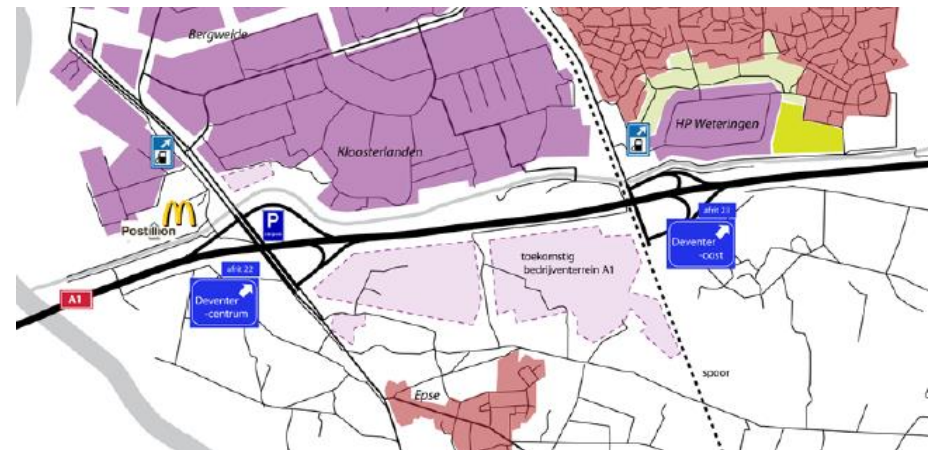 Bergweide
Kloosterlanden
HP Weteringen
Postillion
P
A1
afrit 22
Deventer
-centrum
toekomstig
bedrijventerrein A1
afrit 23
Deventer
-oost
spoor
Epse